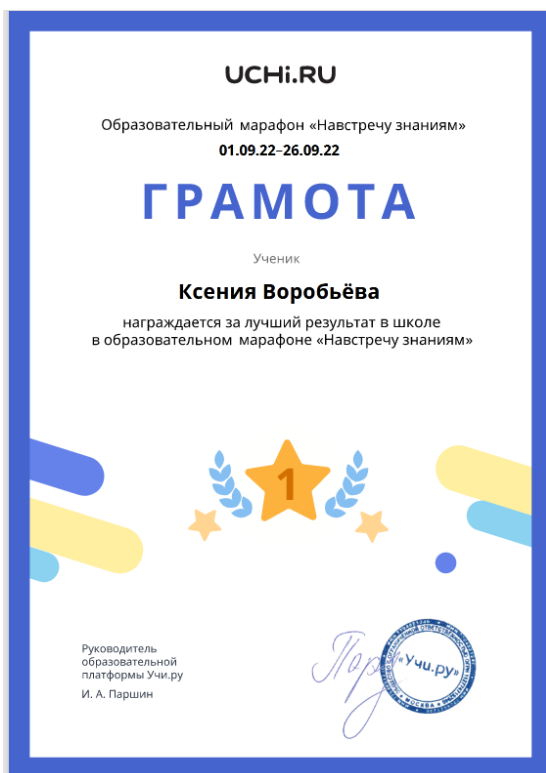 UCHi.RU
Образовательный марафон «Навстречу знаниям»
01.09.22–26.09.22
ГРАМОТА
Ученик
Ксения Воробьёва
награждается за лучший результат в школе
в образовательном марафоне «Навстречу знаниям»
1
Руководитель
образовательной
платформы Учи.ру
И. А. Паршин
«Учи.ру»
МОСКВА